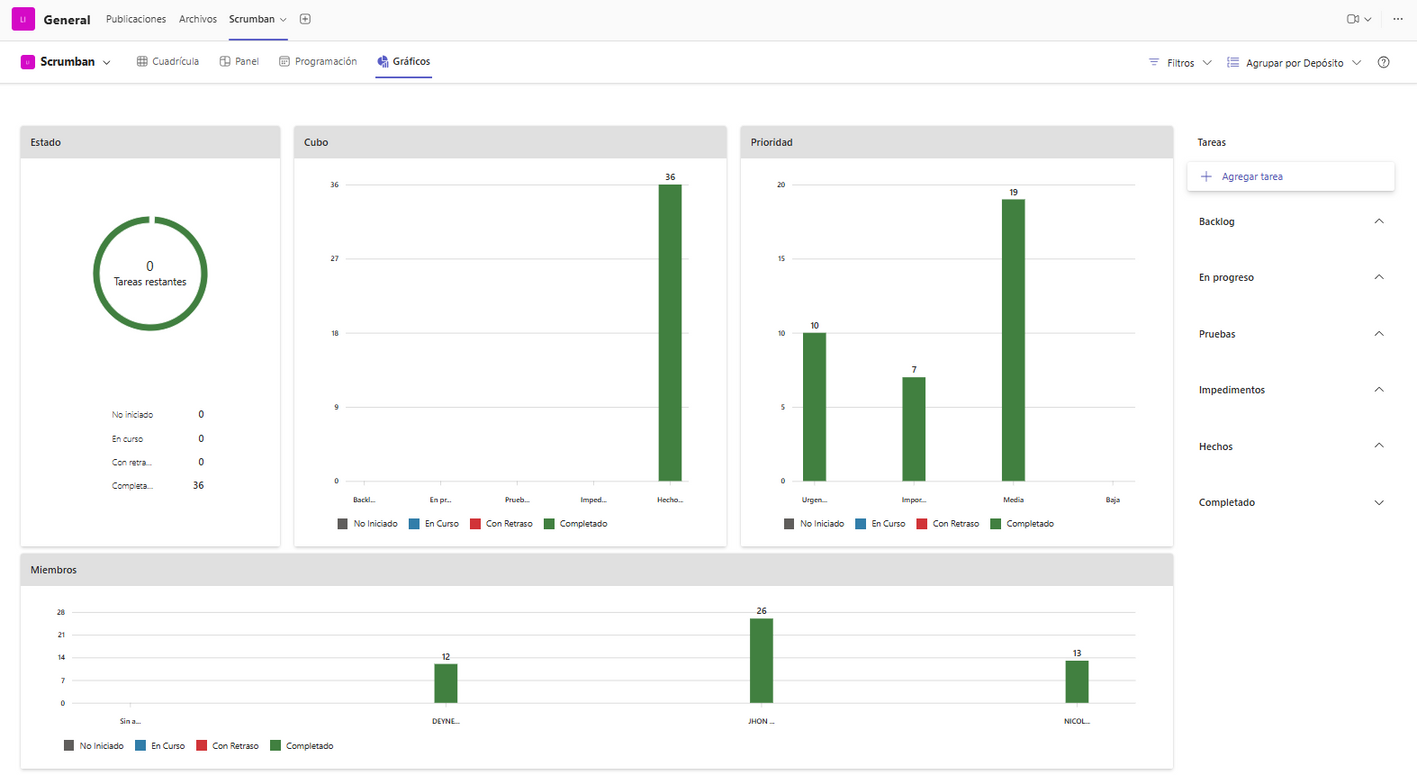 LI General Publicaciones Archivos Scrumban
LI Scrumban Cuadrícula Panel Programación Gráficos Filtros Agrupar por Depósito
Estado
0
Tareas restantes
No iniciado 0
En curso 0
Con retra... 0
Completa... 36
Cubo
36
27
18
9
0
36
Backl... En pr... Prueb... Imped... Hecho...
No Iniciado En Curso Con Retraso Completado
Prioridad
20
15
10
5
0
10 7 19
Urgen... Impor... Media Baja
No Iniciado En Curso Con Retraso Completado
Tareas
Agregar tarea
Backlog
En progreso
Pruebas
Impedimentos
Hechos
Completado
Miembros
28
21
14
7
0
12 26 13
Sin a... DEYNE... JHON ... NICOL...
No Iniciado En Curso Con Retraso Completado